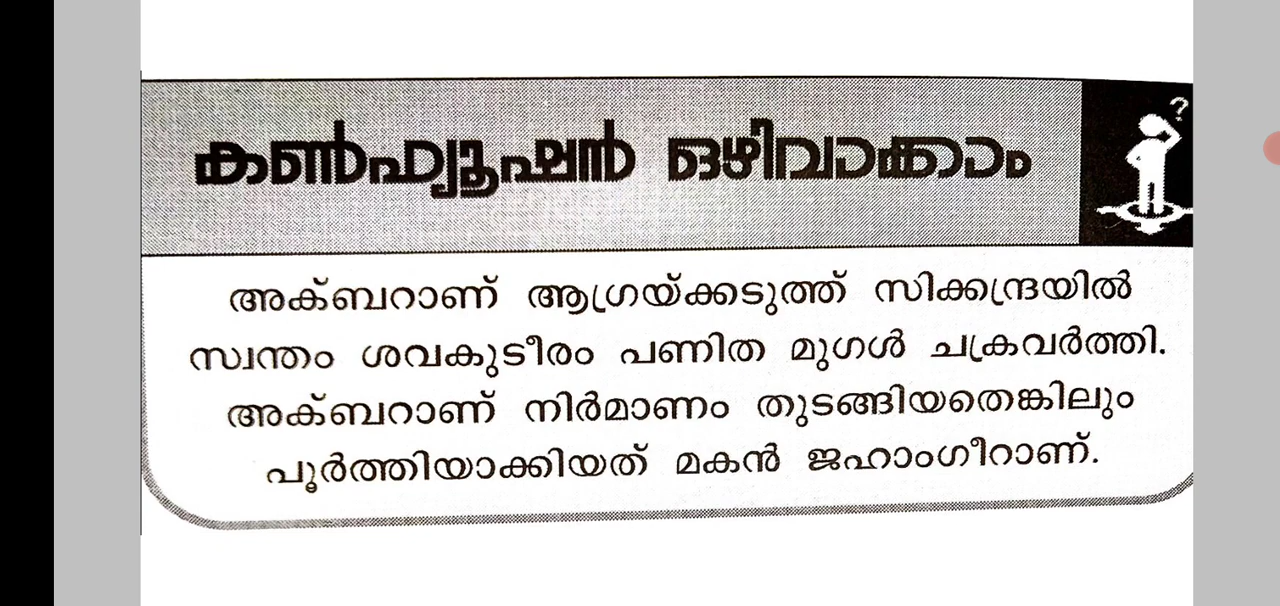 കൺഫ്യൂഷൻ ഒഴിവാക്കാം
?
അക്ബറാണ് ആഗ്രയ്ക്കടുത്ത് സിക്കന്ദ്രയിൽ
സ്വന്തം ശവകുടീരം പണിത മുഗൾ ചക്രവർത്തി.
അക്ബറാണ് നിർമാണം തുടങ്ങിയതെങ്കിലും
പൂർത്തിയാക്കിയത് മകൻ ജഹാംഗീറാണ്.